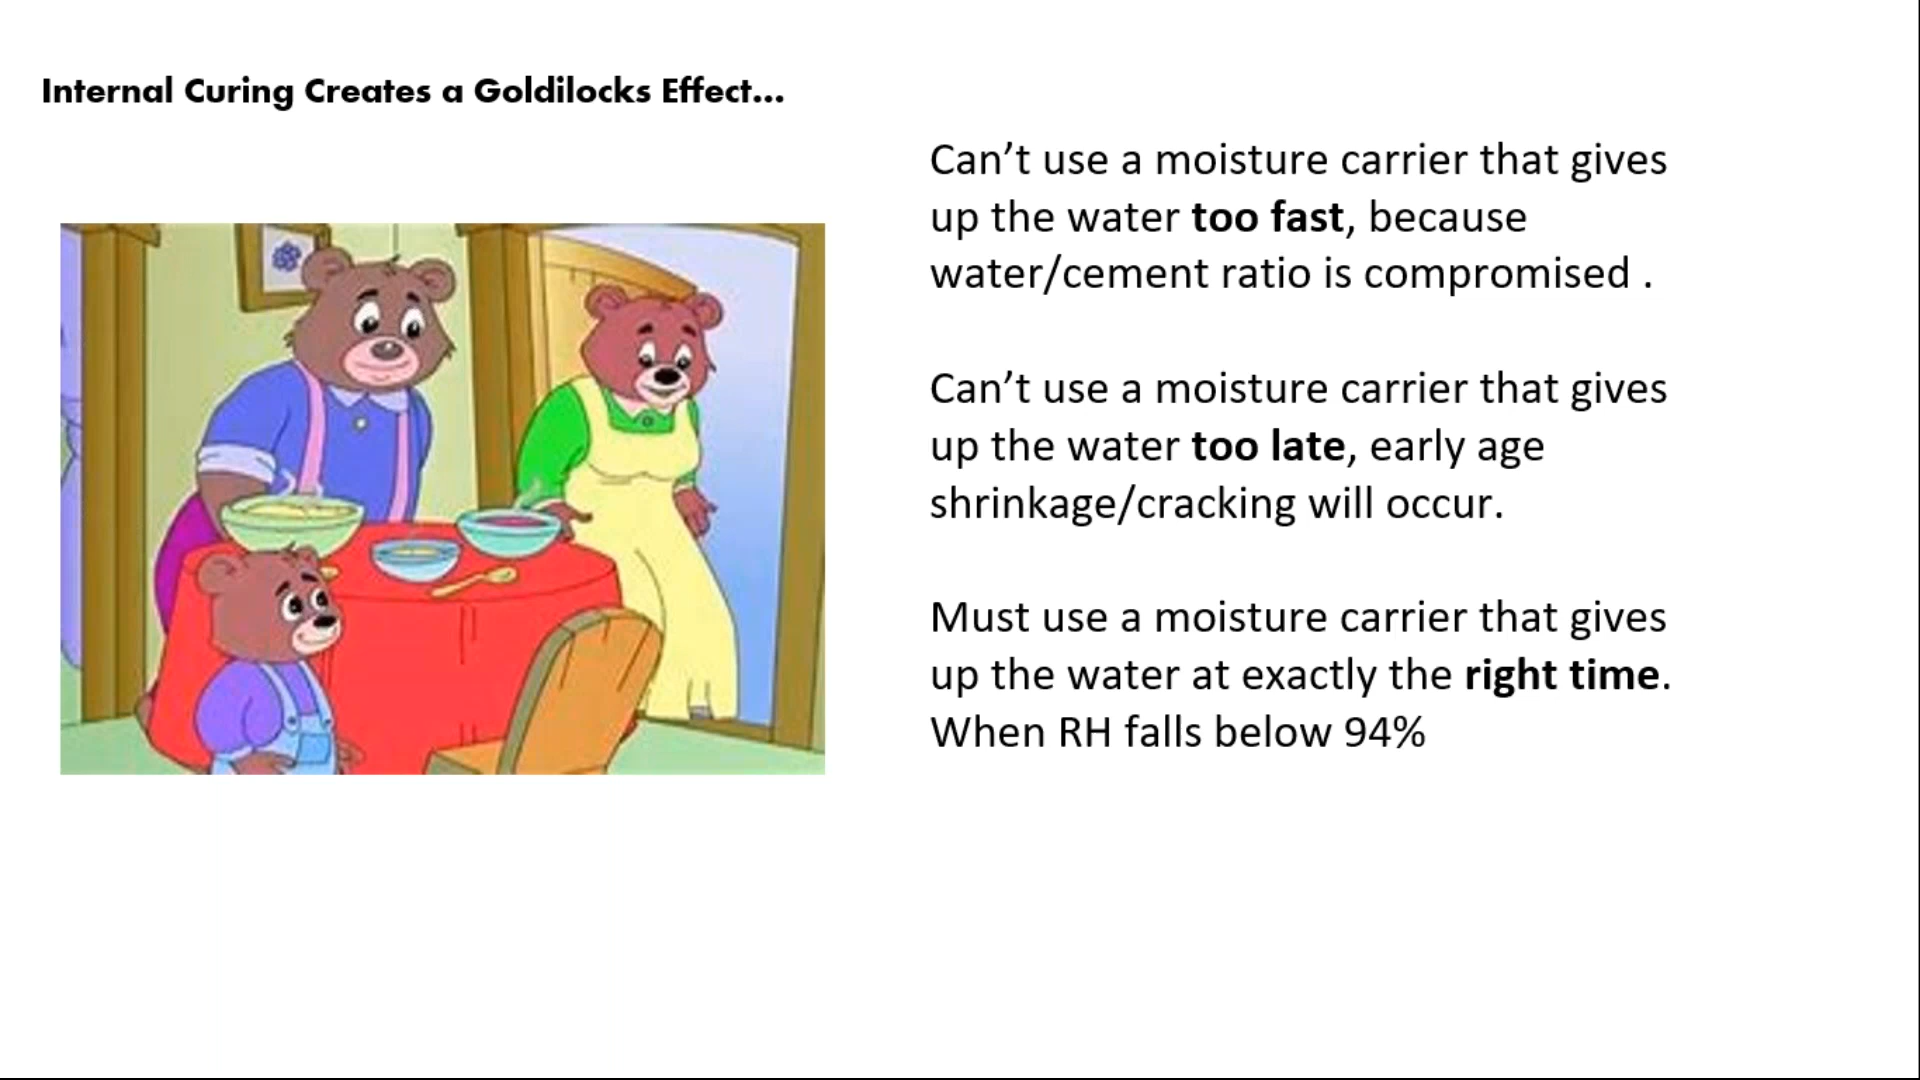 Internal Curing Creates a Goldilocks Effect...
Can’t use a moisture carrier that gives
up the water too fast, because
water/cement ratio is compromised .
Can’t use a moisture carrier that gives
up the water too late, early age
shrinkage/cracking will occur.
Must use a moisture carrier that gives
up the water at exactly the right time.
When RH falls below 94%